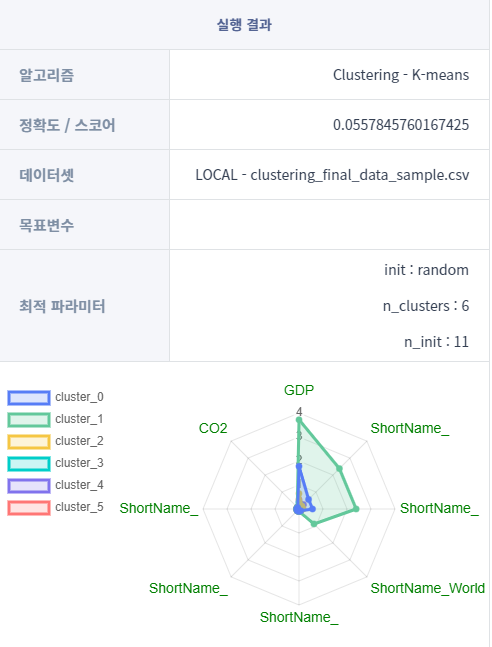 실행 결과
알고리즘
Clustering - K-means
정확도 / 스코어
0.0557845760167425
데이터셋
LOCAL - clustering_final_data_sample.csv
목표변수
최적 파라미터
init : random
n_clusters : 6
n_init : 11
cluster_0
cluster_1
cluster_2
cluster_3
cluster_4
cluster_5
GDP
4
3
2
CO2
ShortName_
ShortName_
ShortName_
ShortName_
ShortName_World
ShortName_